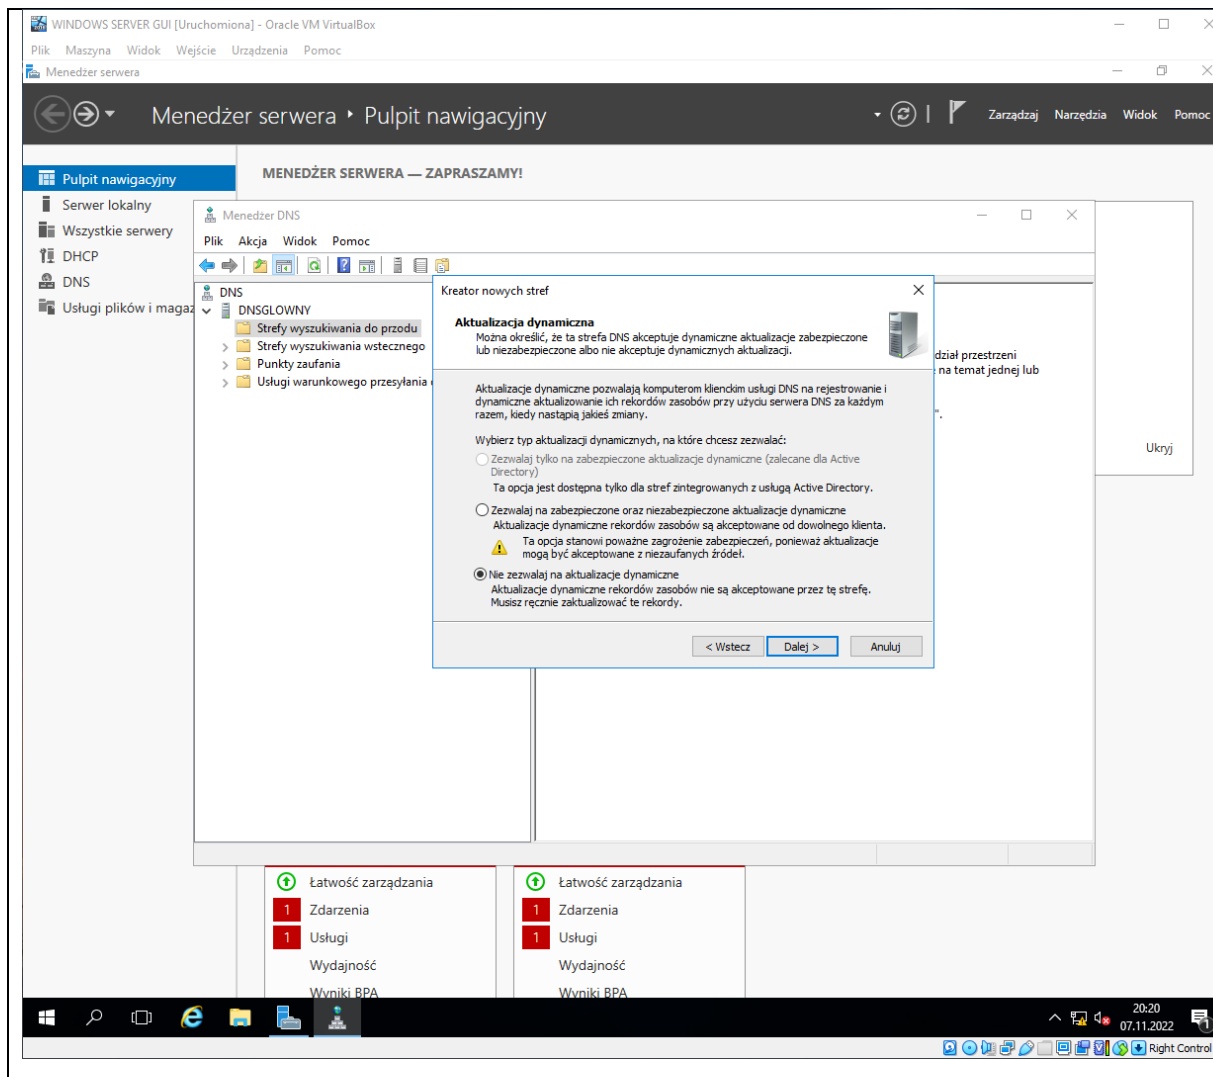 WINDOWS SERVER GUI [Uruchomiona] - Oracle VM VirtualBox
Plik Maszyna Widok Wejście Urządzenia Pomoc
Menedżer serwera
Menedżer serwera • Pulpit nawigacyjny
Zarządzaj Narzędzia Widok Pomoc
Pulpit nawigacyjny
Serwer lokalny
Wszystkie serwery
DHCP
DNS
Usługi plików i magaz
MENEDŻER SERWERA — ZAPRASZAMY!
Menedżer DNS
Plik Akcja Widok Pomoc
DNS
DNSGLOWNY
Strefy wyszukiwania do przodu
Strefy wyszukiwania wstecznego
Punkty zaufania
Usługi warunkowego przesyłania
dział przestrzeni
na temat jednej lub
".
Ukryj
Kreator nowych stref
Aktualizacja dynamiczna
Można określić, że ta strefa DNS akceptuje dynamiczne aktualizacje zabezpieczone
lub niezabezpieczone albo nie akceptuje dynamicznych aktualizacji.
Aktualizacje dynamiczne pozwalają komputerom klienckim usługi DNS na rejestrowanie i
dynamiczne aktualizowanie ich rekordów zasobów przy użyciu serwera DNS za każdym
razem, kiedy nastąpią jakieś zmiany.
Wybierz typ aktualizacji dynamicznych, na które chcesz zezwalać:
Zezwalaj tylko na zabezpieczone aktualizacje dynamiczne (zalecane dla Active
Directory)
Ta opcja jest dostępna tylko dla stref zintegrowanych z usługą Active Directory.
Zezwalaj na zabezpieczone oraz niezabezpieczone aktualizacje dynamiczne
Aktualizacje dynamiczne rekordów zasobów są akceptowane od dowolnego klienta.
Ta opcja stanowi poważne zagrożenie zabezpieczeń, ponieważ aktualizacje
mogą być akceptowane z niezaufanych źródeł.
Nie zezwalaj na aktualizacje dynamiczne
Aktualizacje dynamiczne rekordów zasobów nie są akceptowane przez tę strefę.
Musisz ręcznie zaktualizować te rekordy.
< Wstecz Dalej > Anuluj
Łatwość zarządzania
1 Zdarzenia
1 Usługi
Wydajność
Wyniki BPA
Łatwość zarządzania
1 Zdarzenia
1 Usługi
Wydajność
Wyniki BPA
20:20
07.11.2022
1
Right Control